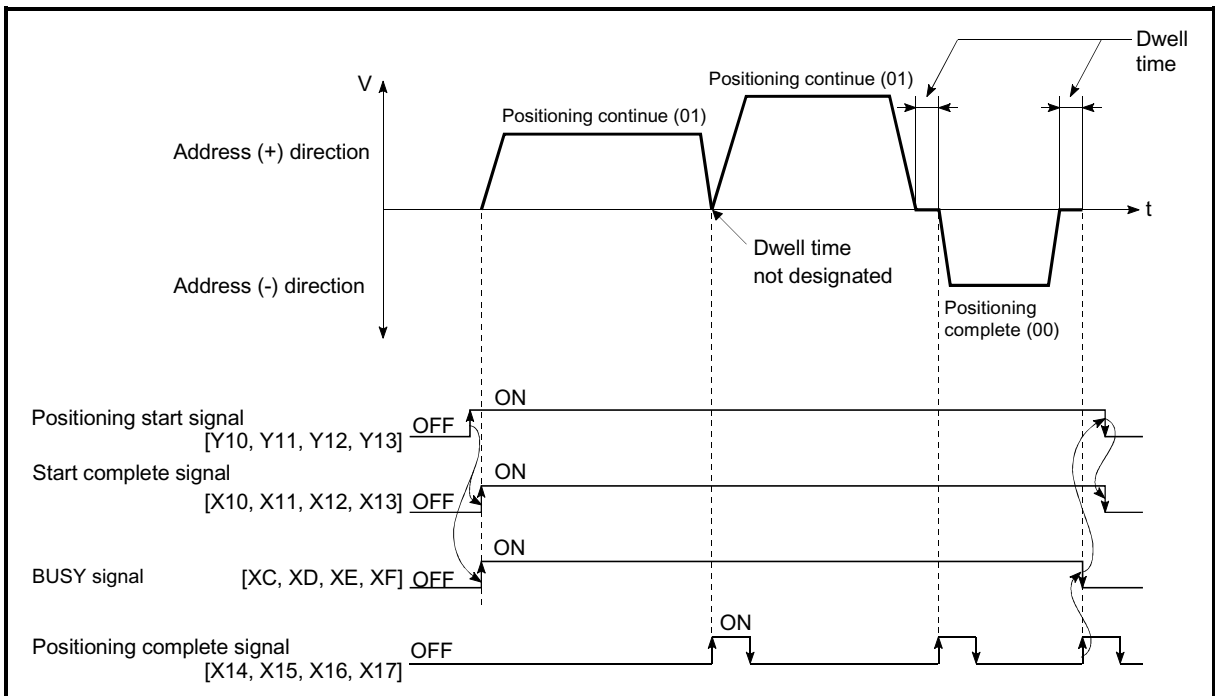 Dwell
time
V
Positioning continue (01)
Positioning continue (01)
Address (+) direction
t
Dwell time
not designated
Address (-) direction
Positioning
complete (00)
ON
Positioning start signal
[Y10, Y11, Y12, Y13]
OFF
ON
Start complete signal
[X10, X11, X12, X13]
OFF
ON
BUSY signal
[XC, XD, XE, XF]
OFF
ON
Positioning complete signal
[X14, X15, X16, X17]
OFF